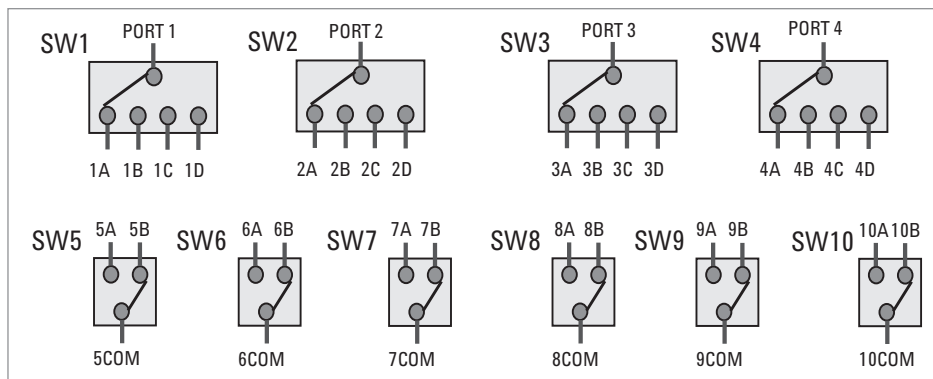 SW1 PORT 1 SW2 PORT 2 SW3 PORT 3 SW4 PORT 4
1A 1B 1C 1D 2A 2B 2C 2D 3A 3B 3C 3D 4A 4B 4C 4D
SW5 5A 5B SW6 6A 6B SW7 7A 7B SW8 8A 8B SW9 9A 9B SW10 10A 10B
5COM 6COM 7COM 8COM 9COM 10COM